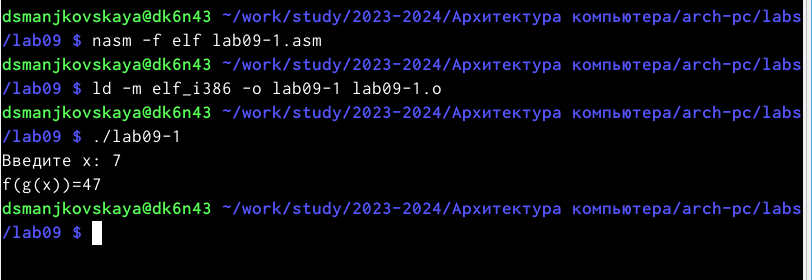 dsmanjkovskaya@dk6n43 ~/work/study/2023-2024/Архитектура компьютера/arch-pc/labs
/lab09 $ nasm -f elf lab09-1.asm
dsmanjkovskaya@dk6n43 ~/work/study/2023-2024/Архитектура компьютера/arch-pc/labs
/lab09 $ ld -m elf_i386 -o lab09-1 lab09-1.o
dsmanjkovskaya@dk6n43 ~/work/study/2023-2024/Архитектура компьютера/arch-pc/labs
/lab09 $ ./lab09-1
Введите x: 7
f(g(x))=47
dsmanjkovskaya@dk6n43 ~/work/study/2023-2024/Архитектура компьютера/arch-pc/labs
/lab09 $